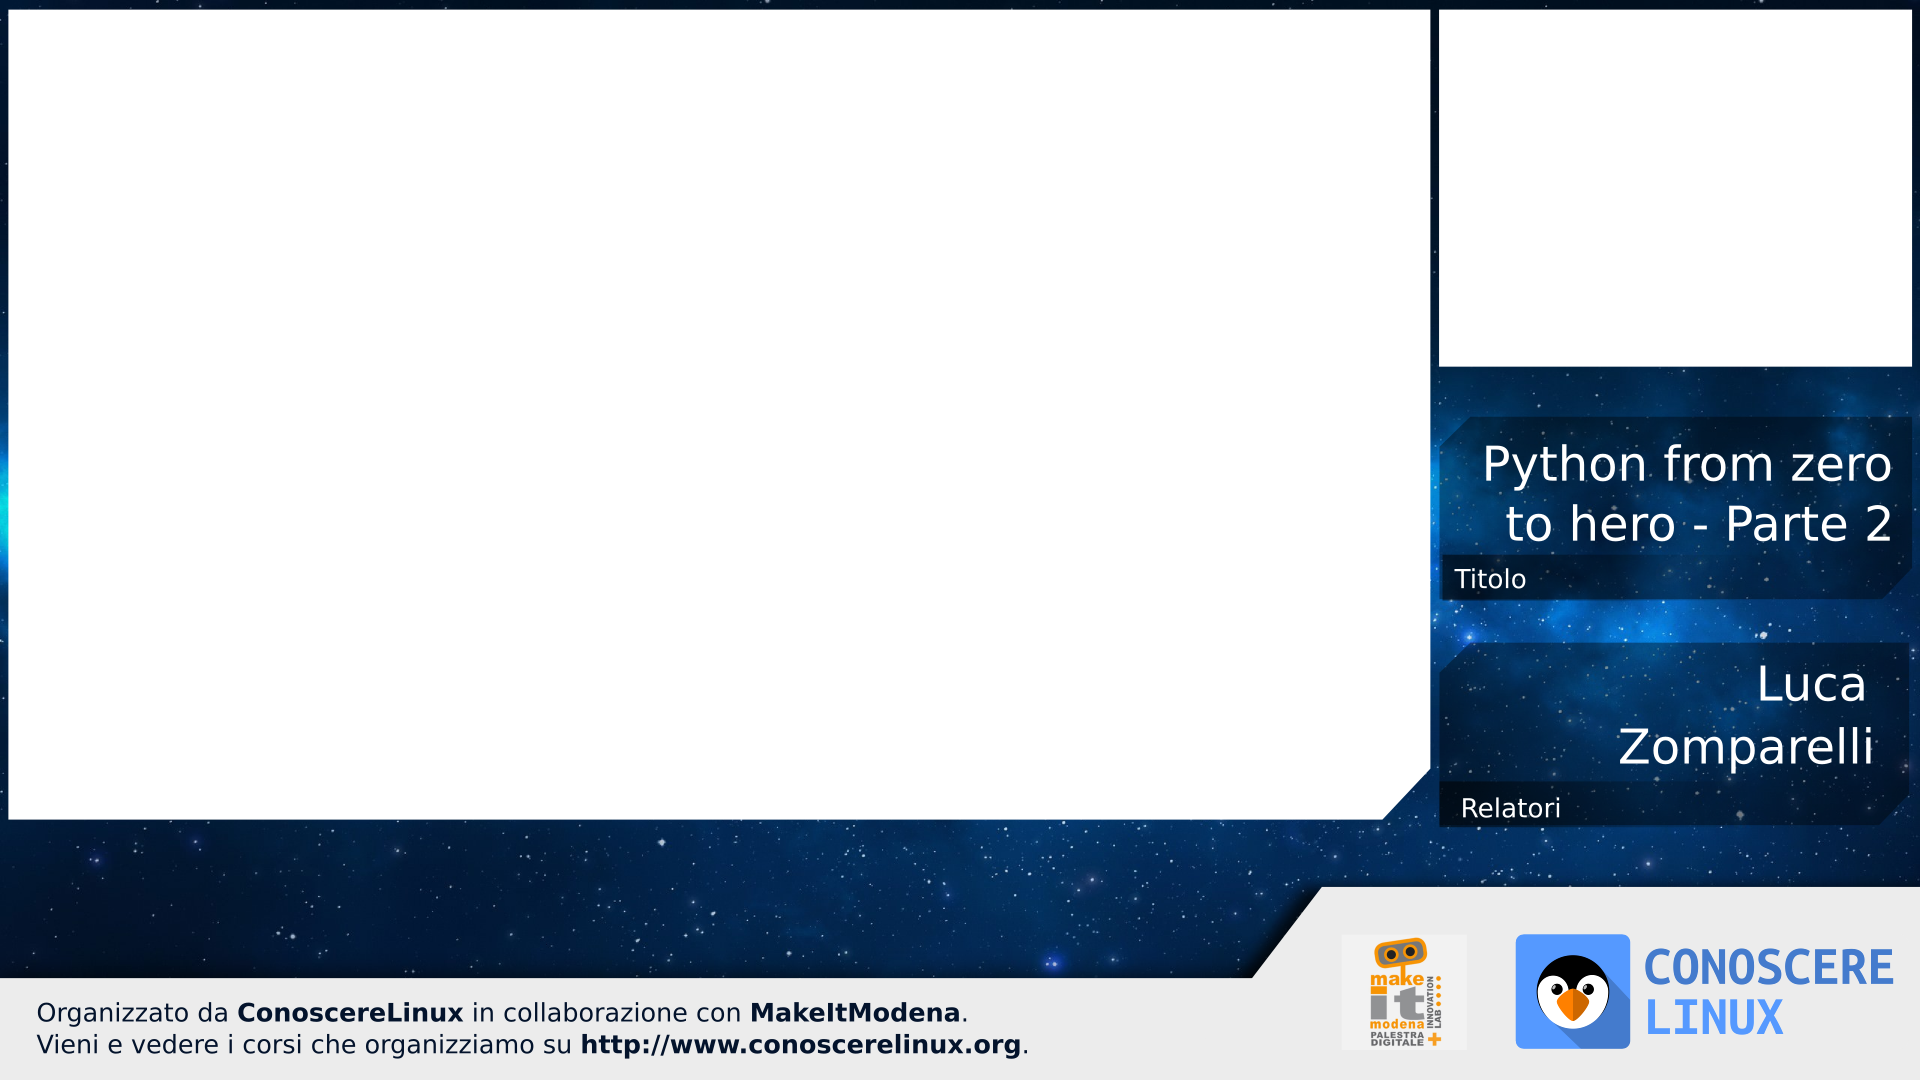 Python from zero
to hero - Parte 2
Titolo
Luca
Zomparelli
Relatori
Organizzato da ConoscereLinux in collaborazione con MakeItModena.
Vieni e vedere i corsi che organizziamo su http://www.conoscerelinux.org.
make
it
modena
PALESTRA
DIGITALE
INNOVATION
LAB
CONOSCERE
LINUX